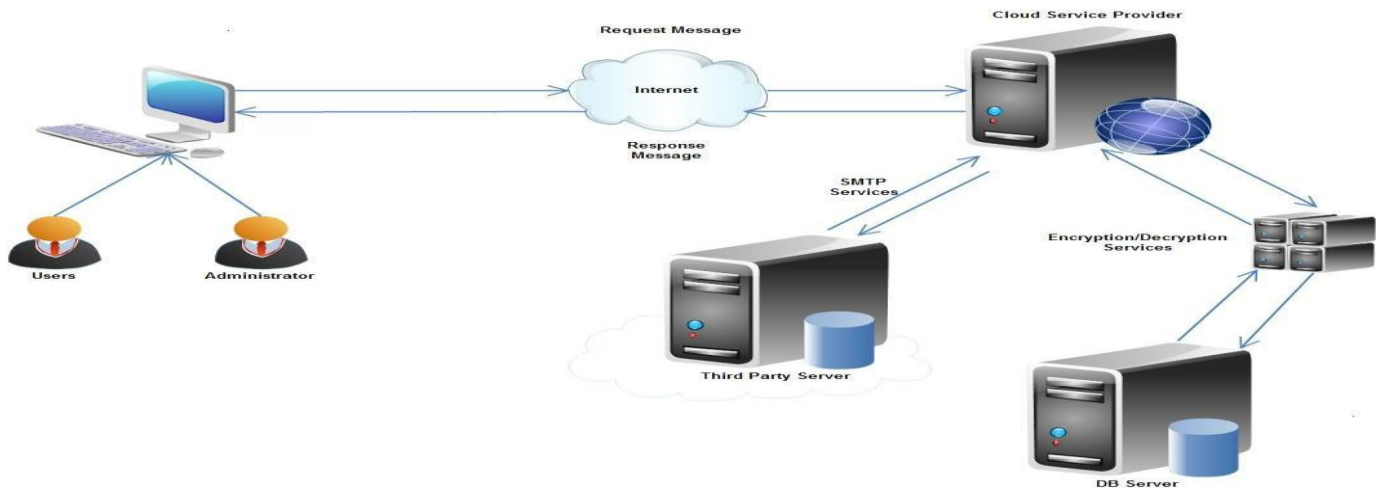 Cloud Service Provider
Request Message
Internet
Response
Message
SMTP
Services
Encryption/Decryption
Services
Users
Administrator
Third Party Server
DB Server